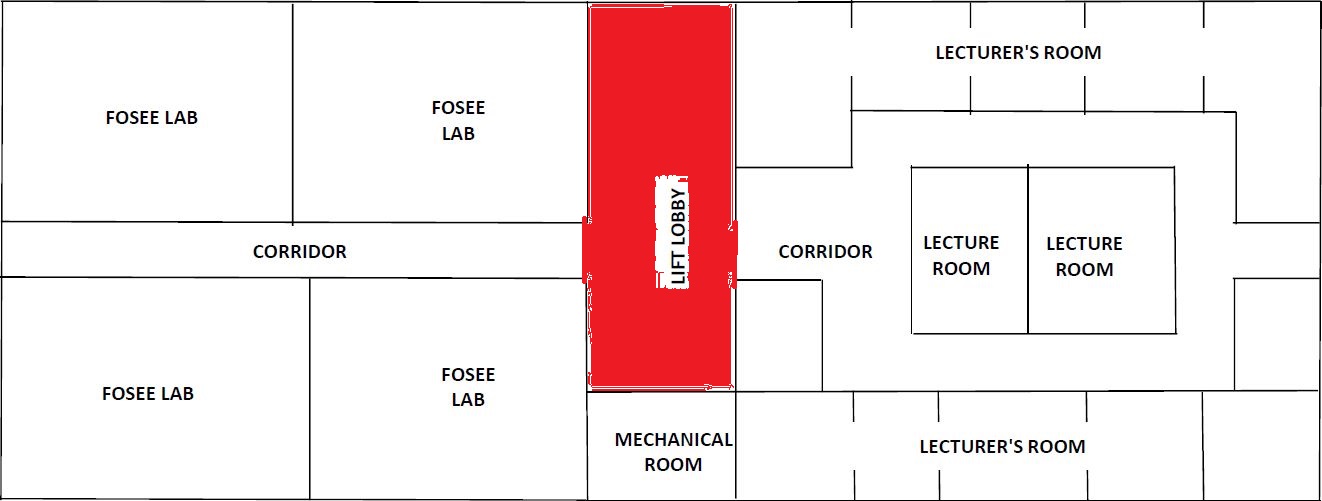 LECTURER'S ROOM
FOSEE LAB
FOSEE
LAB
LIFT LOBBY
CORRIDOR
CORRIDOR
LECTURE
ROOM
LECTURE
ROOM
FOSEE LAB
FOSEE
LAB
MECHANICAL
ROOM
LECTURER'S ROOM